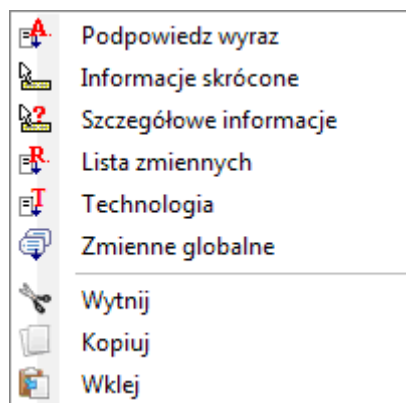 Podpowiedz wyraz
Informacje skrócone
Szczegółowe informacje
Lista zmiennych
Technologia
Zmienne globalne
Wytnij
Kopiuj
Wklej